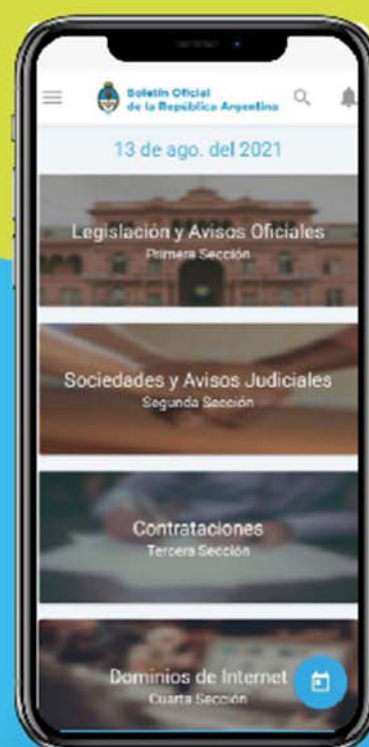 Boletín Oficial
de la República Argentina
13 de ago. del 2021
Legislación y Avisos Oficiales
Primera Sección
Sociedades y Avisos Judiciales
Segunda Sección
Contrataciones
Tercera Sección
Dominios de Internet
Cuarta Sección